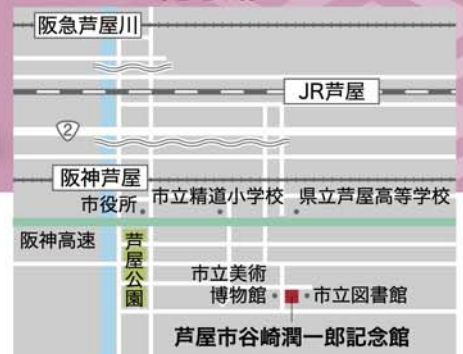 阪急芦屋川
JR芦屋
2
阪神芦屋
市役所
市立精道小学校
県立芦屋高等学校
阪神高速
芦屋公園
市立美術
博物館
市立図書館
芦屋市谷崎潤一郎記念館